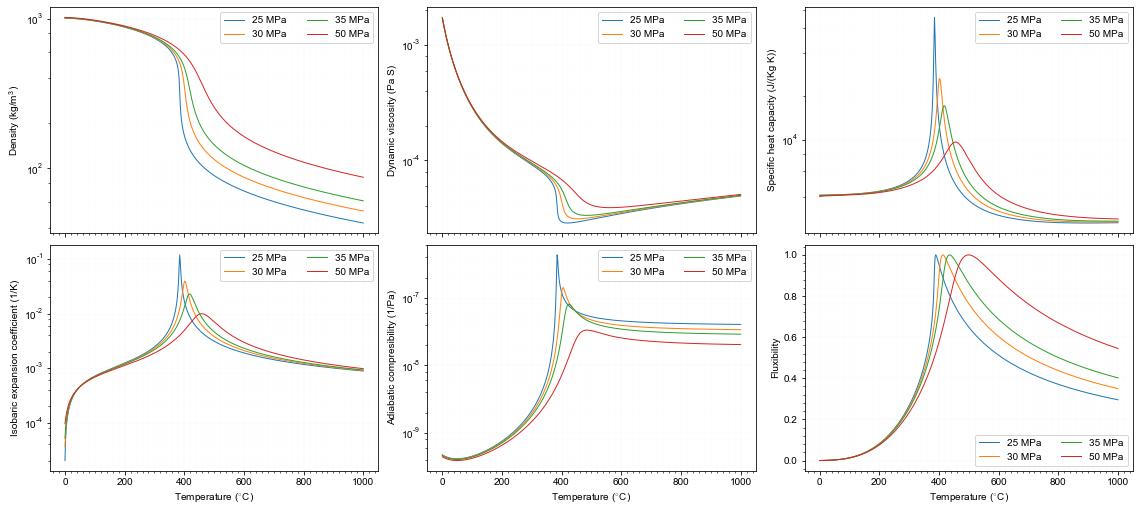 Density (kg/m³)
10³
10²
25 MPa 35 MPa
30 MPa 50 MPa
Dynamic viscosity (Pa S)
10⁻³
10⁻⁴
25 MPa 35 MPa
30 MPa 50 MPa
Specific heat capacity (J/(Kg K))
10⁴
25 MPa 35 MPa
30 MPa 50 MPa
Isobaric expansion coefficient (1/K)
10⁻¹
10⁻²
10⁻³
10⁻⁴
25 MPa 35 MPa
30 MPa 50 MPa
0 200 400 600 800 1000
Temperature (°C)
Adiabatic compresibility (1/Pa)
10⁻⁷
10⁻⁸
10⁻⁹
25 MPa 35 MPa
30 MPa 50 MPa
0 200 400 600 800 1000
Temperature (°C)
Fluxibility
1.0
0.8
0.6
0.4
0.2
0.0
25 MPa 35 MPa
30 MPa 50 MPa
0 200 400 600 800 1000
Temperature (°C)